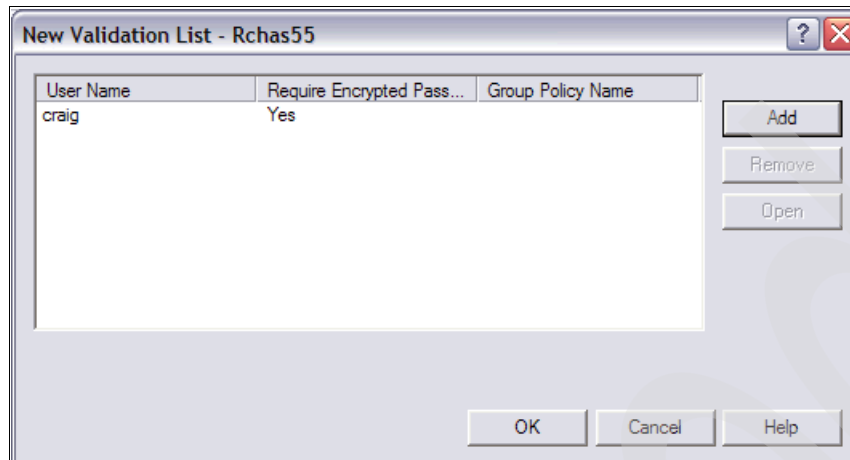 New Validation List - Rchas55
User Name Require Encrypted Pass... Group Policy Name
craig Yes
Add
Remove
Open
OK Cancel Help